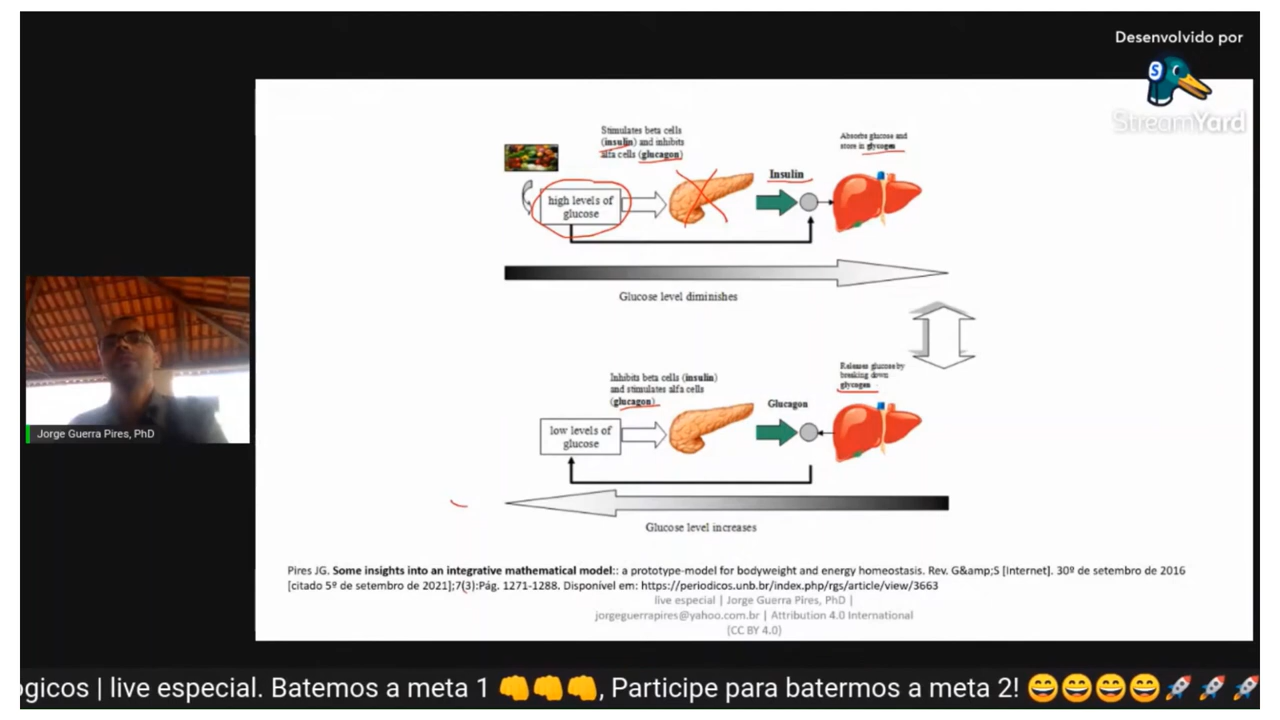 Desenvolvido por
StreamYard
Stimulates beta cells
(insulin) and inhibits
alfa cells (glucagon)
Absorbs glucose and
store in glycogen
Insulin
high levels of
glucose
Glucose level diminishes
Inhibits beta cells (insulin)
and stimulates alfa cells
(glucagon)
Releases glucose by
breaking down
glycogen
Glucagon
low levels of
glucose
Glucose level increases
Jorge Guerra Pires, PhD
Pires JG. Some insights into an integrative mathematical model:: a prototype-model for bodyweight and energy homeostasis. Rev. G&amp;S [Internet]. 30º de setembro de 2016
[citado 5º de setembro de 2021];7(3):Pág. 1271-1288. Disponível em: https://periodicos.unb.br/index.php/rgs/article/view/3663
live especial | Jorge Guerra Pires, PhD |
jorgeguerrapires@yahoo.com.br | Attribution 4.0 International
(CC BY 4.0)
ogicos | live especial. Batemos a meta 1 👊👊👊, Participe para batermos a meta 2! 😄😄😄😄🚀🚀🚀